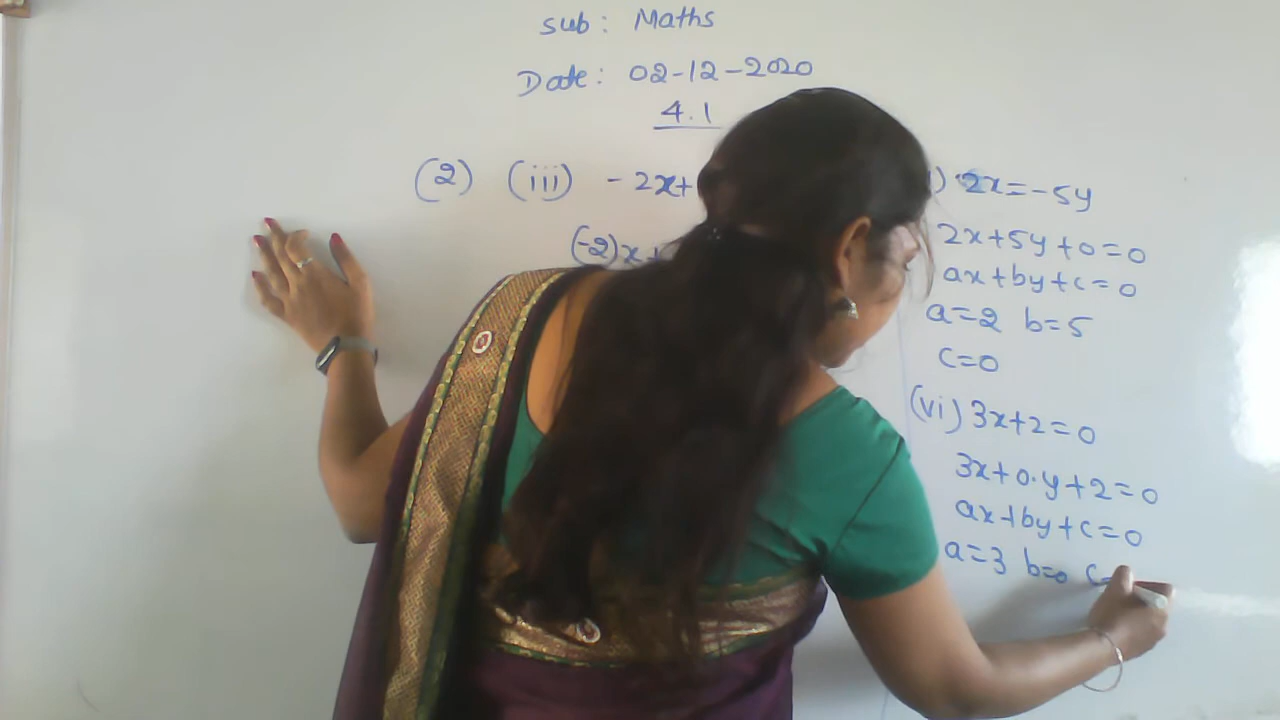 Sub: Maths
Date: 02-12-2020
4.1
(2) (iii) -2x+
(-2)x+
) 2x=-5y
2x+5y+0=0
ax+by+c=0
a=2 b=5
c=0
(vi) 3x+2=0
3x+0.y+2=0
ax+by+c=0
a=3 b=0 c=